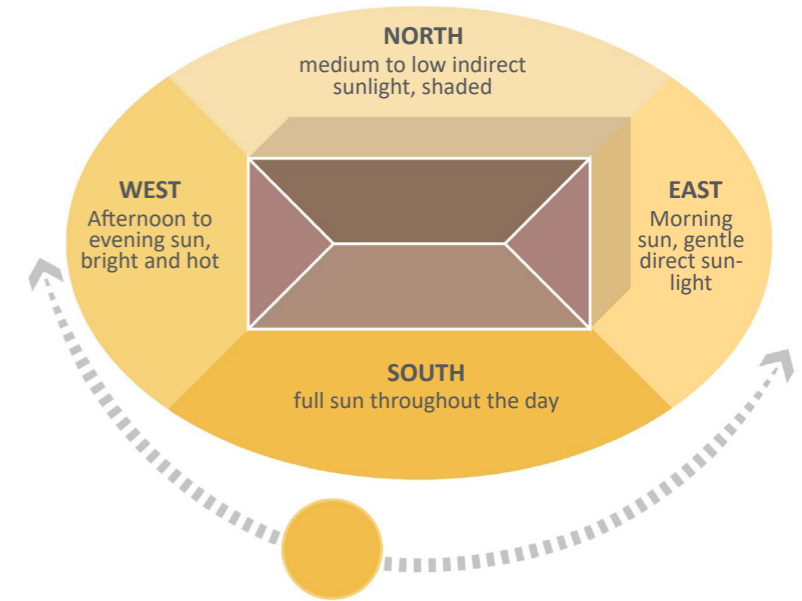 NORTH
medium to low indirect
sunlight, shaded
WEST
Afternoon to
evening sun,
bright and hot
EAST
Morning
sun, gentle
direct sun-
light
SOUTH
full sun throughout the day